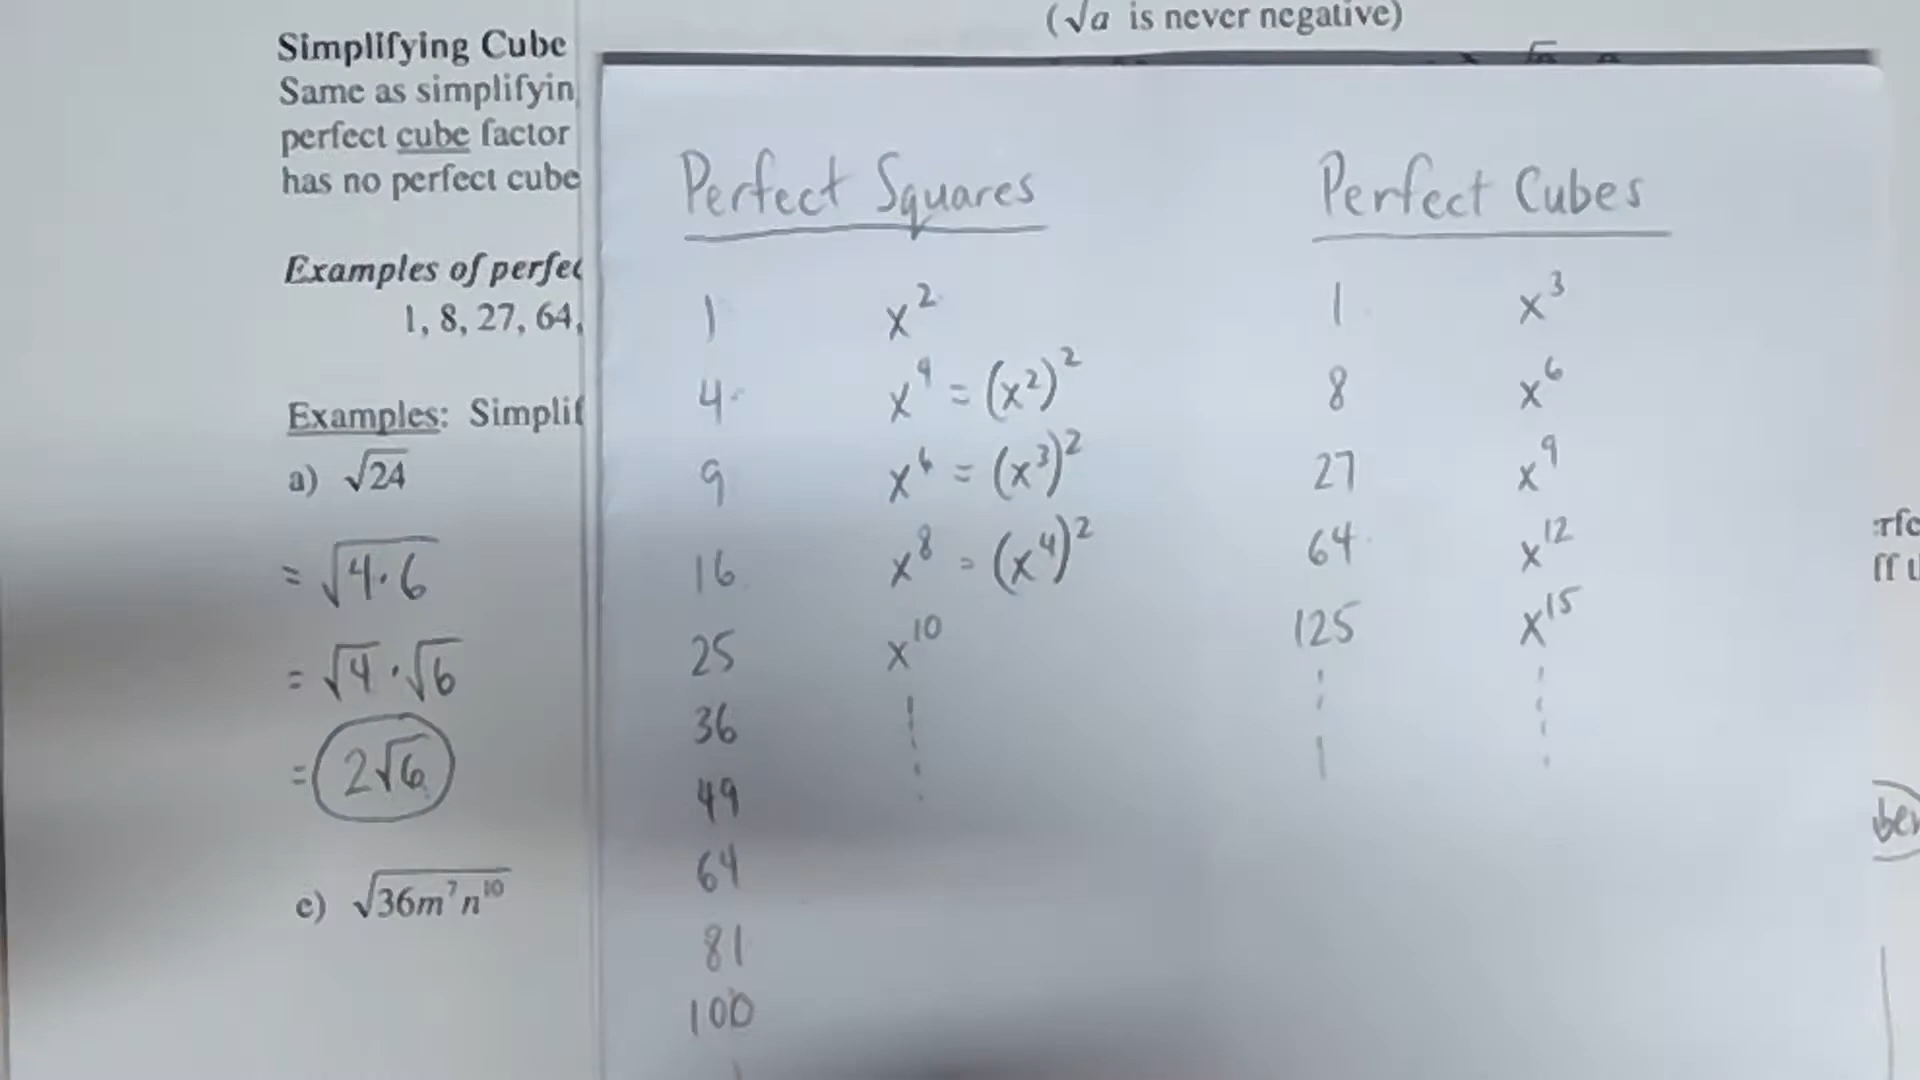 (√a is never negative)
Simplifying Cube
Same as simplifyin
perfect cube factor
has no perfect cube
Examples of perfec
1, 8, 27, 64,
Examples: Simplif
a) √24
= √4·6
= √4 · √6
= 2√6
c) √36m⁷n¹⁰
Perfect Squares
1 x²
4 x⁴ = (x²)²
9 x⁶ = (x³)²
16 x⁸ = (x⁴)²
25 x¹⁰
36
49
64
81
100
Perfect Cubes
1 x³
8 x⁶
27 x⁹
64 x¹²
125 x¹⁵